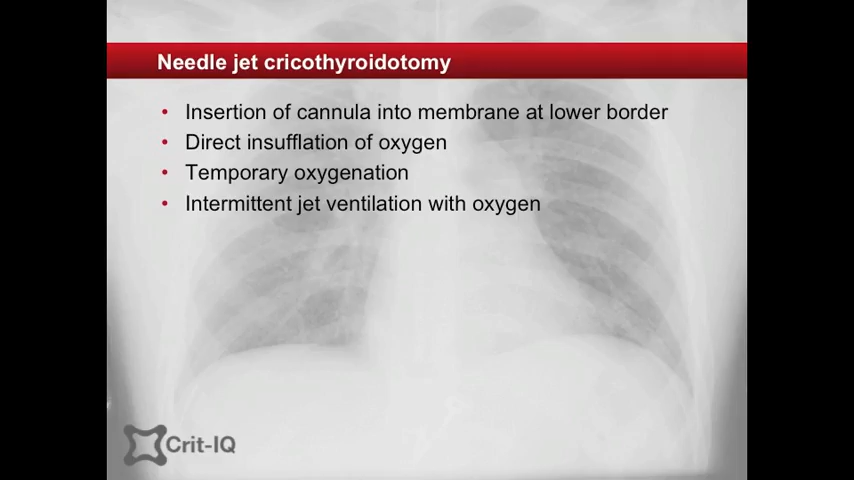 Needle jet cricothyroidotomy
• Insertion of cannula into membrane at lower border
• Direct insufflation of oxygen
• Temporary oxygenation
• Intermittent jet ventilation with oxygen
Crit-IQ